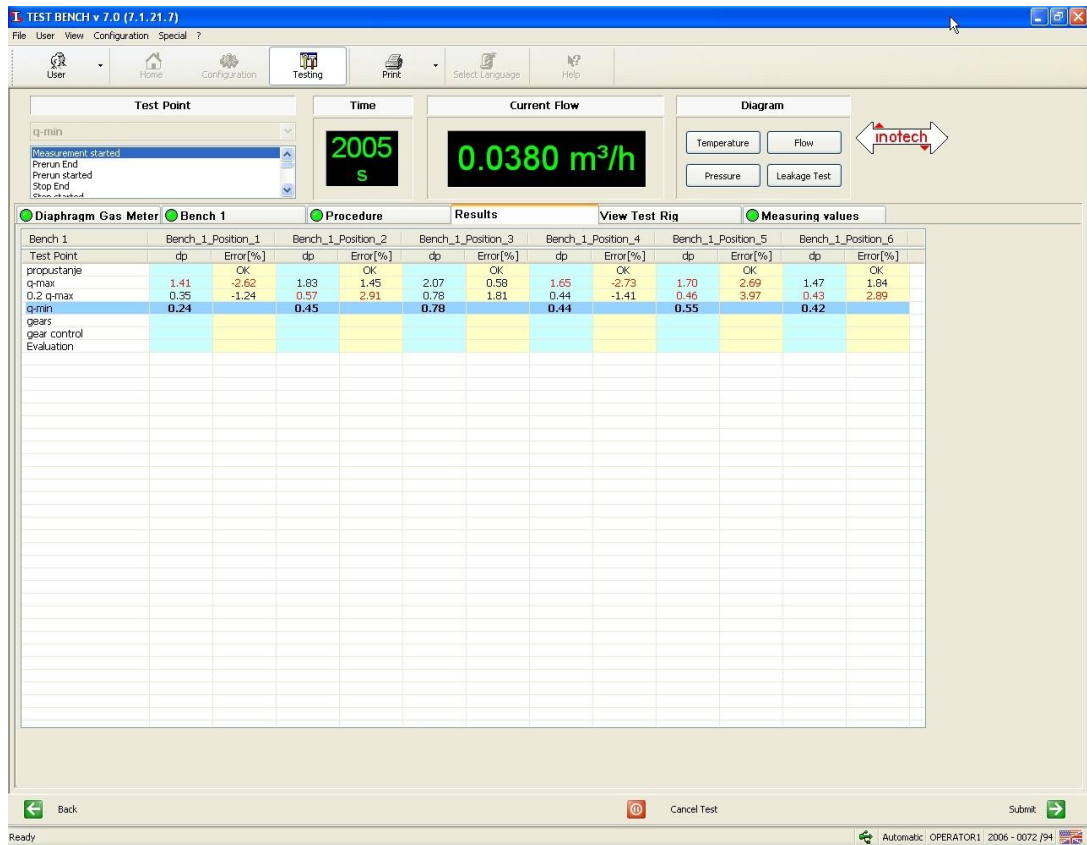 TEST BENCH v 7.0 (7.1.21.7)
File User View Configuration Special ?
User Home Configuration Testing Print Select Language Help
Test Point Time Current Flow Diagram
q-min
Measurement started
Prerun End
Prerun started
Stop End
Stop started
2005
s
0.0380 m³/h
Temperature Flow
Pressure Leakage Test
inotech
Diaphragm Gas Meter Bench 1 Procedure Results View Test Rig Measuring values
Bench 1 Bench_1_Position_1 Bench_1_Position_2 Bench_1_Position_3 Bench_1_Position_4 Bench_1_Position_5 Bench_1_Position_6
Test Point dp Error[%] dp Error[%] dp Error[%] dp Error[%] dp Error[%] dp Error[%]
propustanje OK OK OK OK OK OK
q-max 1.41 -2.62 1.83 1.45 2.07 0.58 1.65 -2.73 1.70 2.69 1.47 1.84
0.2 q-max 0.35 -1.24 0.57 2.91 0.78 1.81 0.44 -1.41 0.46 3.97 0.43 2.89
q-min 0.24 0.45 0.78 0.44 0.55 0.42
gears
gear control
Evaluation
Back Cancel Test Submit
Ready Automatic OPERATOR1 2006 - 0072 /94